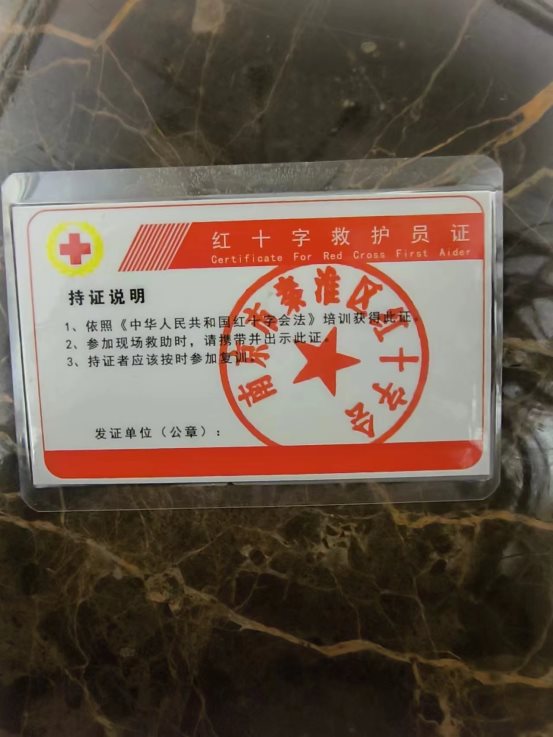 红十字救护员证
Certificate For Red Cross First Aider
持证说明
1、依照《中华人民共和国红十字会法》培训获得此证。
2、参加现场救助时，请携带并出示此证。
3、持证者应该按时参加复训。
南京市秦淮区红十字会
发证单位（公章）：